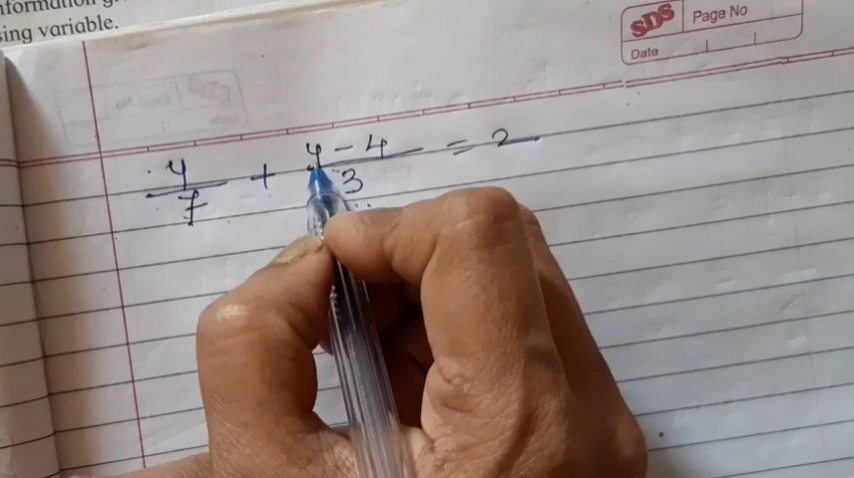 sing variable.
SDS Page No
Date
y/7 + y - 4/3 = 2